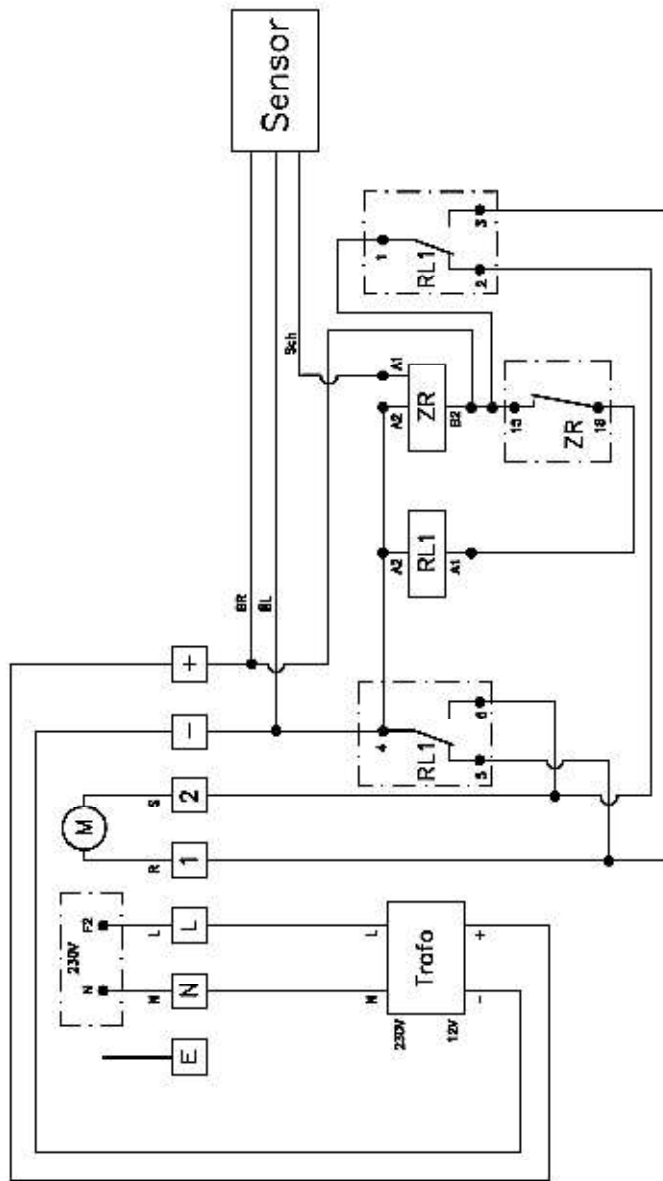 Sensor
1
RL1
2
3
Sch
A1
A2
ZR
B2
15
ZR
18
A2
RL1
A1
BR
BL
+
-
4
RL1
5
6
M
S
2
R
1
230V
F2
N
L
L
N
N
E
L
N
Trafo
230V
12V
+
-